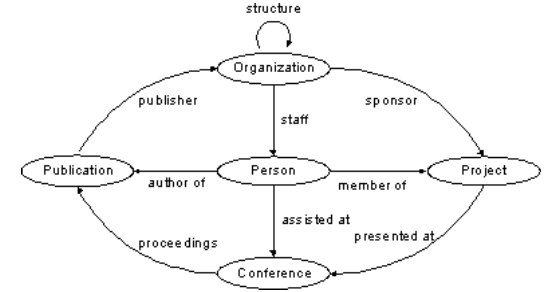 structure
Organization
publisher
sponsor
staff
Publication
Person
Project
author of
member of
assisted at
presented at
proceedings
Conference